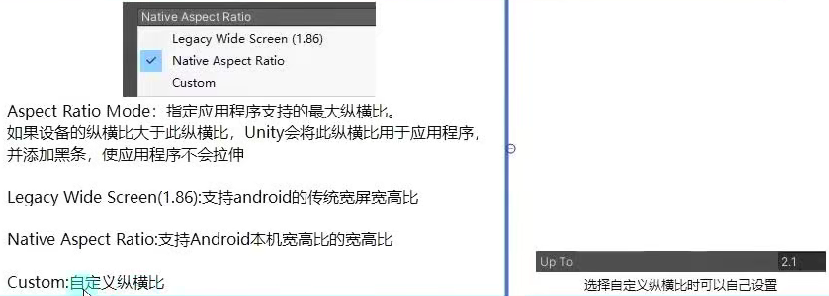 Native Aspect Ratio
Legacy Wide Screen (1.86)
Native Aspect Ratio
Custom
Aspect Ratio Mode：指定应用程序支持的最大纵横比。
如果设备的纵横比大于此纵横比，Unity会将此纵横比用于应用程序，
并添加黑条，使应用程序不会拉伸
Legacy Wide Screen(1.86):支持android的传统宽屏宽高比
Native Aspect Ratio:支持Android本机宽高比的宽高比
Custom:自定义纵横比
Up To 2.1
选择自定义纵横比时可以自己设置